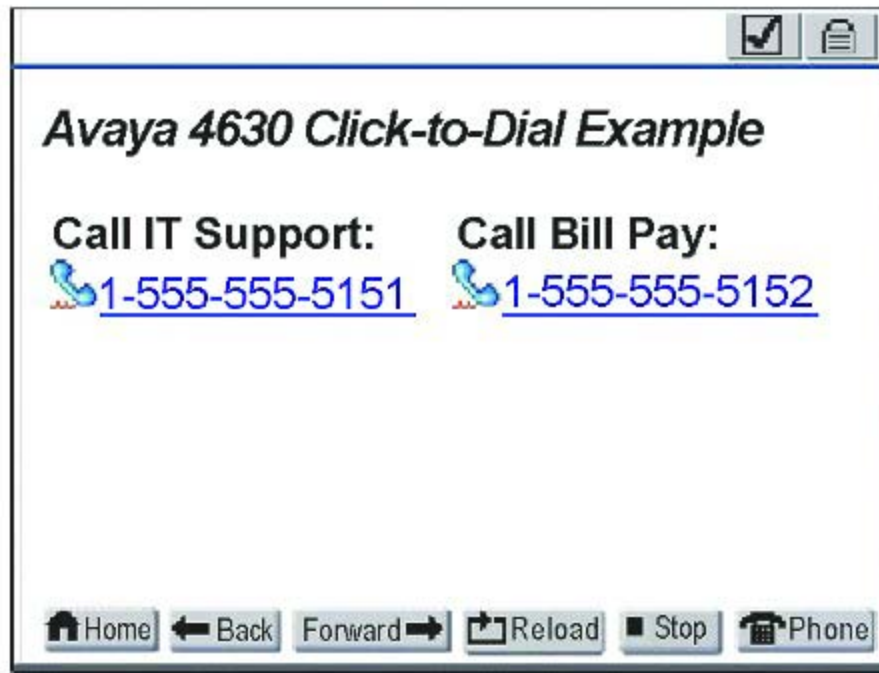 Avaya 4630 Click-to-Dial Example
Call IT Support: Call Bill Pay:
1-555-555-5151 1-555-555-5152
Home Back Forward Reload Stop Phone